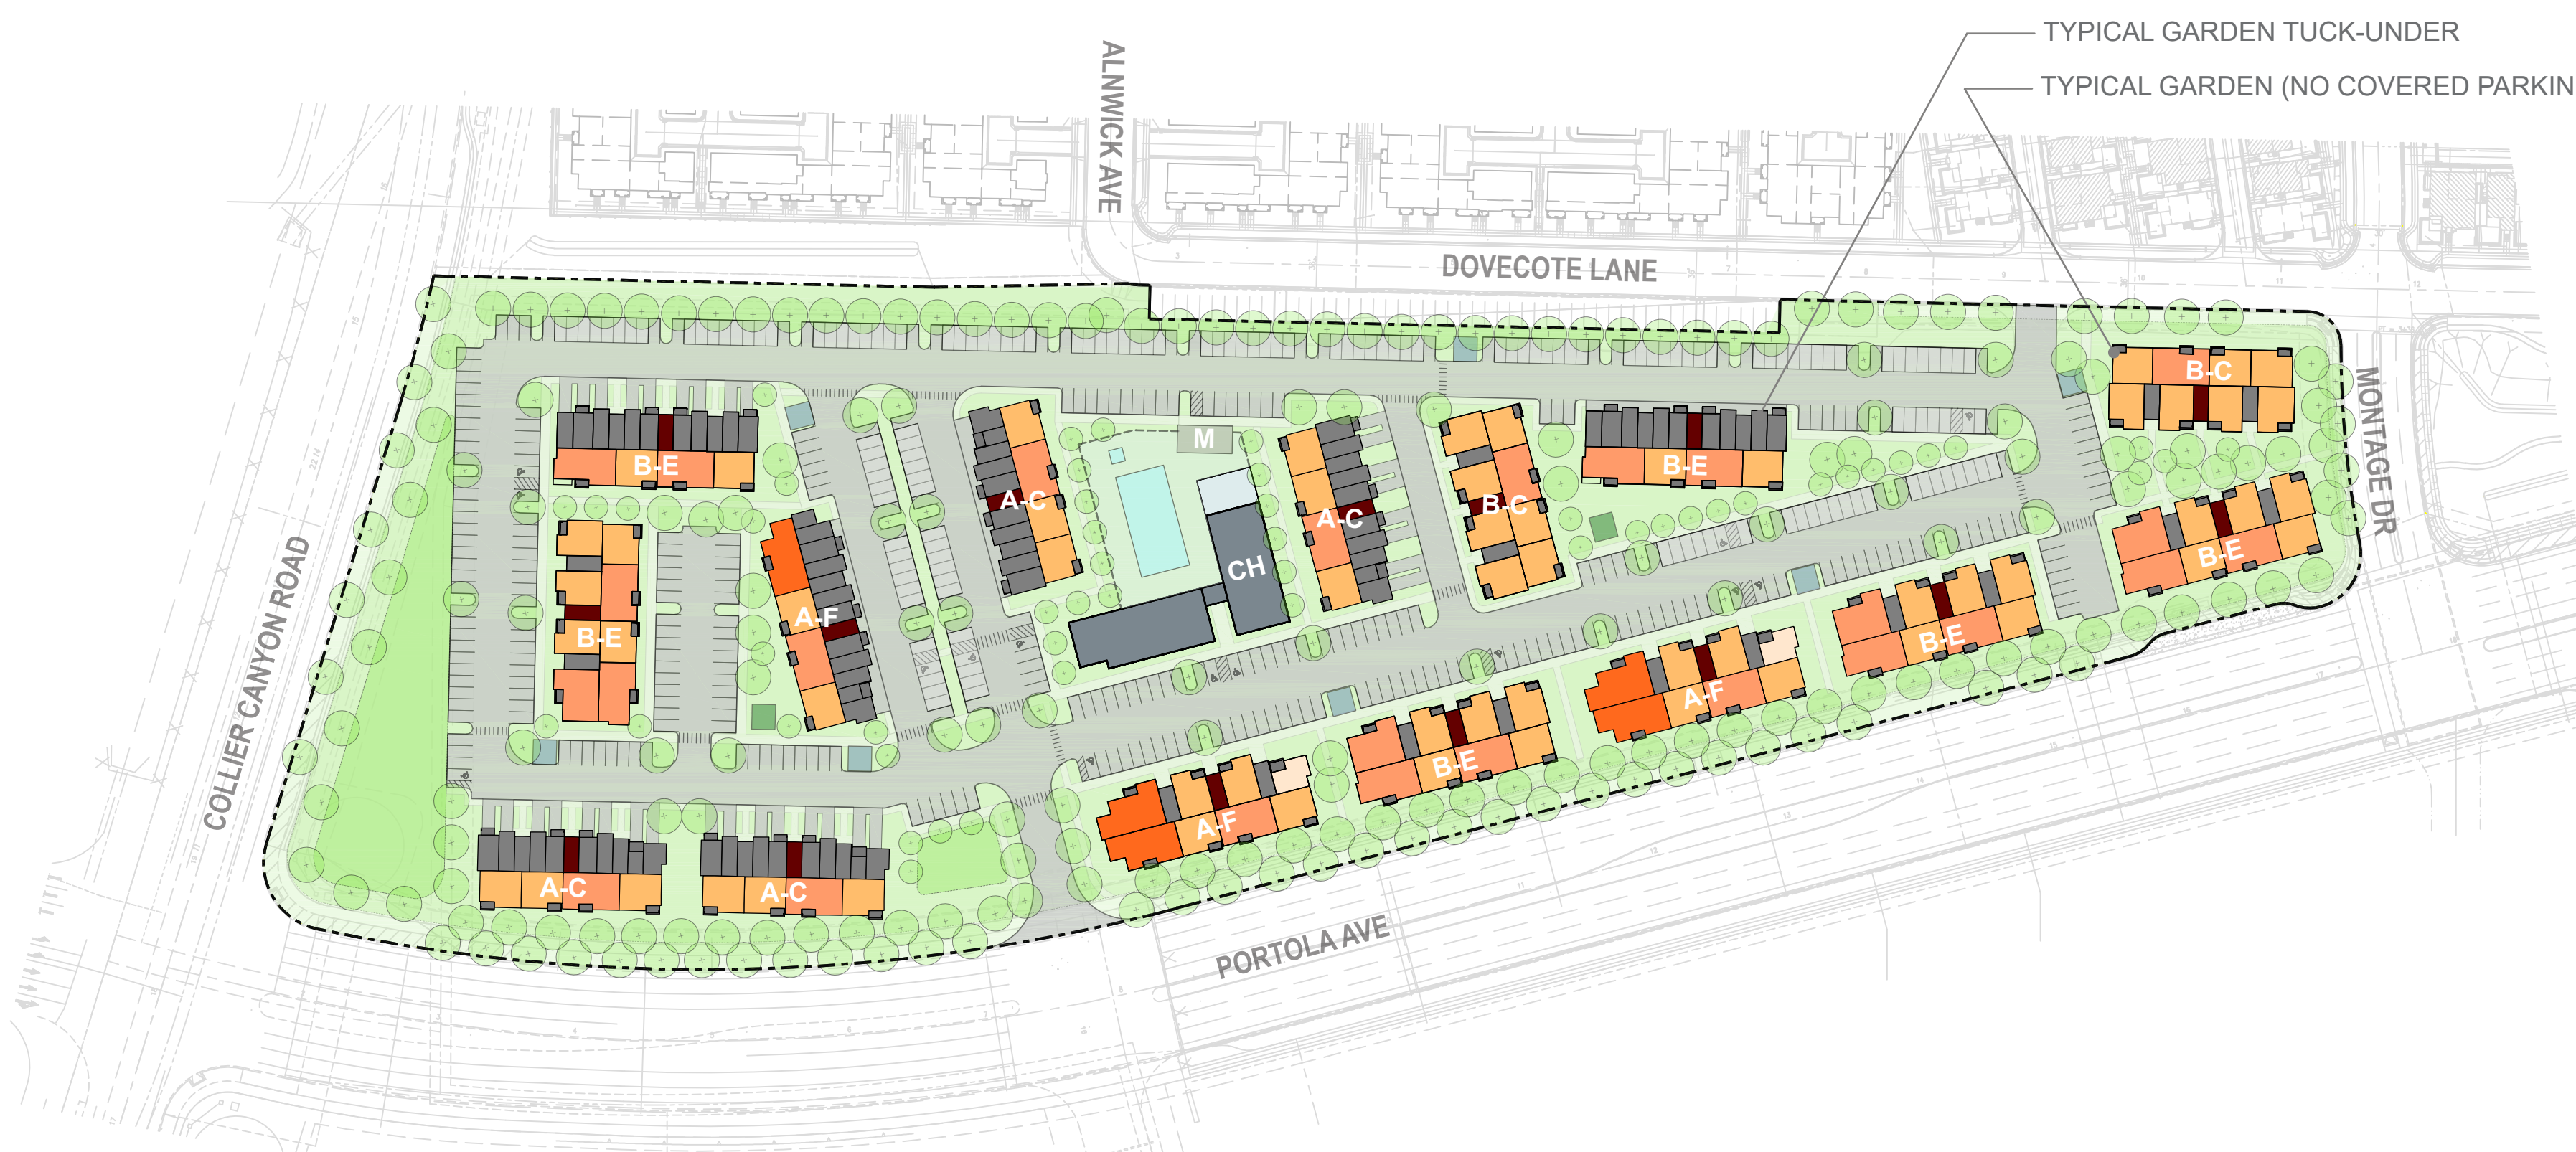 TYPICAL GARDEN TUCK-UNDER
TYPICAL GARDEN (NO COVERED PARKIN
ALNWICK AVE
DOVECOTE LANE
MONTAGE DR
COLLIER CANYON ROAD
PORTOLA AVE
B-C
M
B-E
B-E
A-C
A-C
B-C
B-E
CH
A-F
B-E
B-E
A-F
B-E
A-F
A-C
A-C